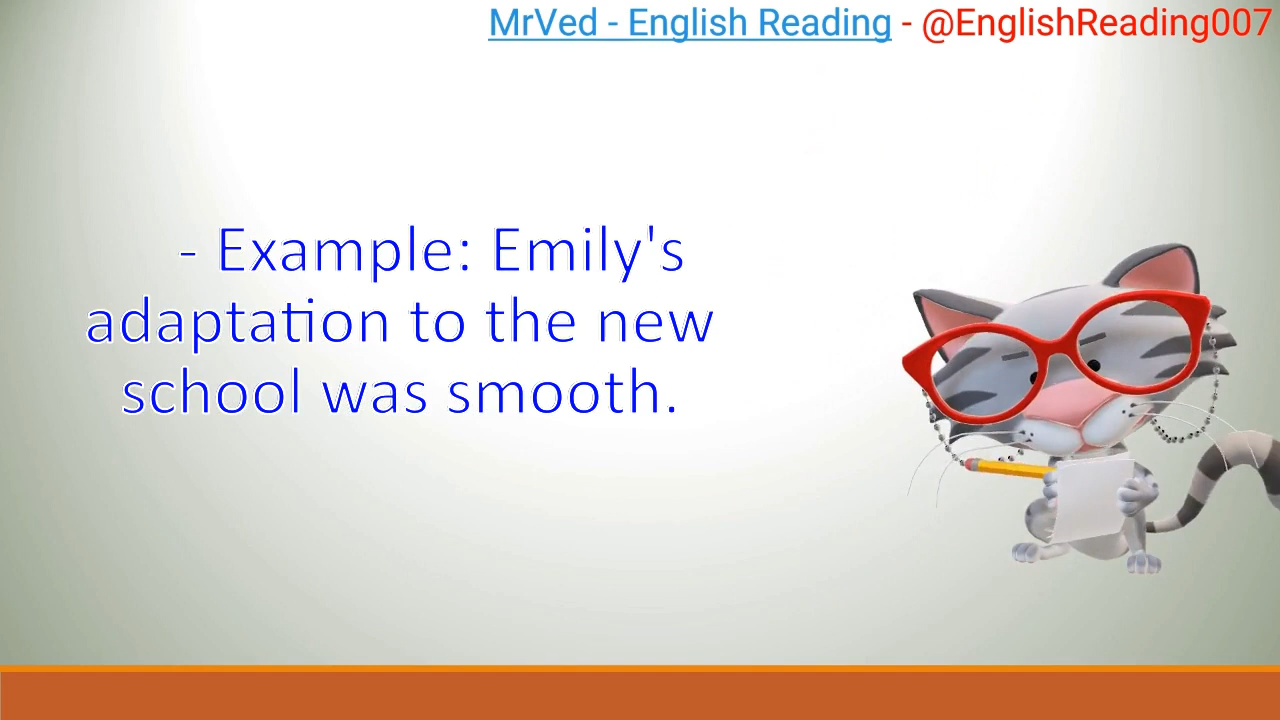 MrVed - English Reading - @EnglishReading007
- Example: Emily's
adaptation to the new
school was smooth.